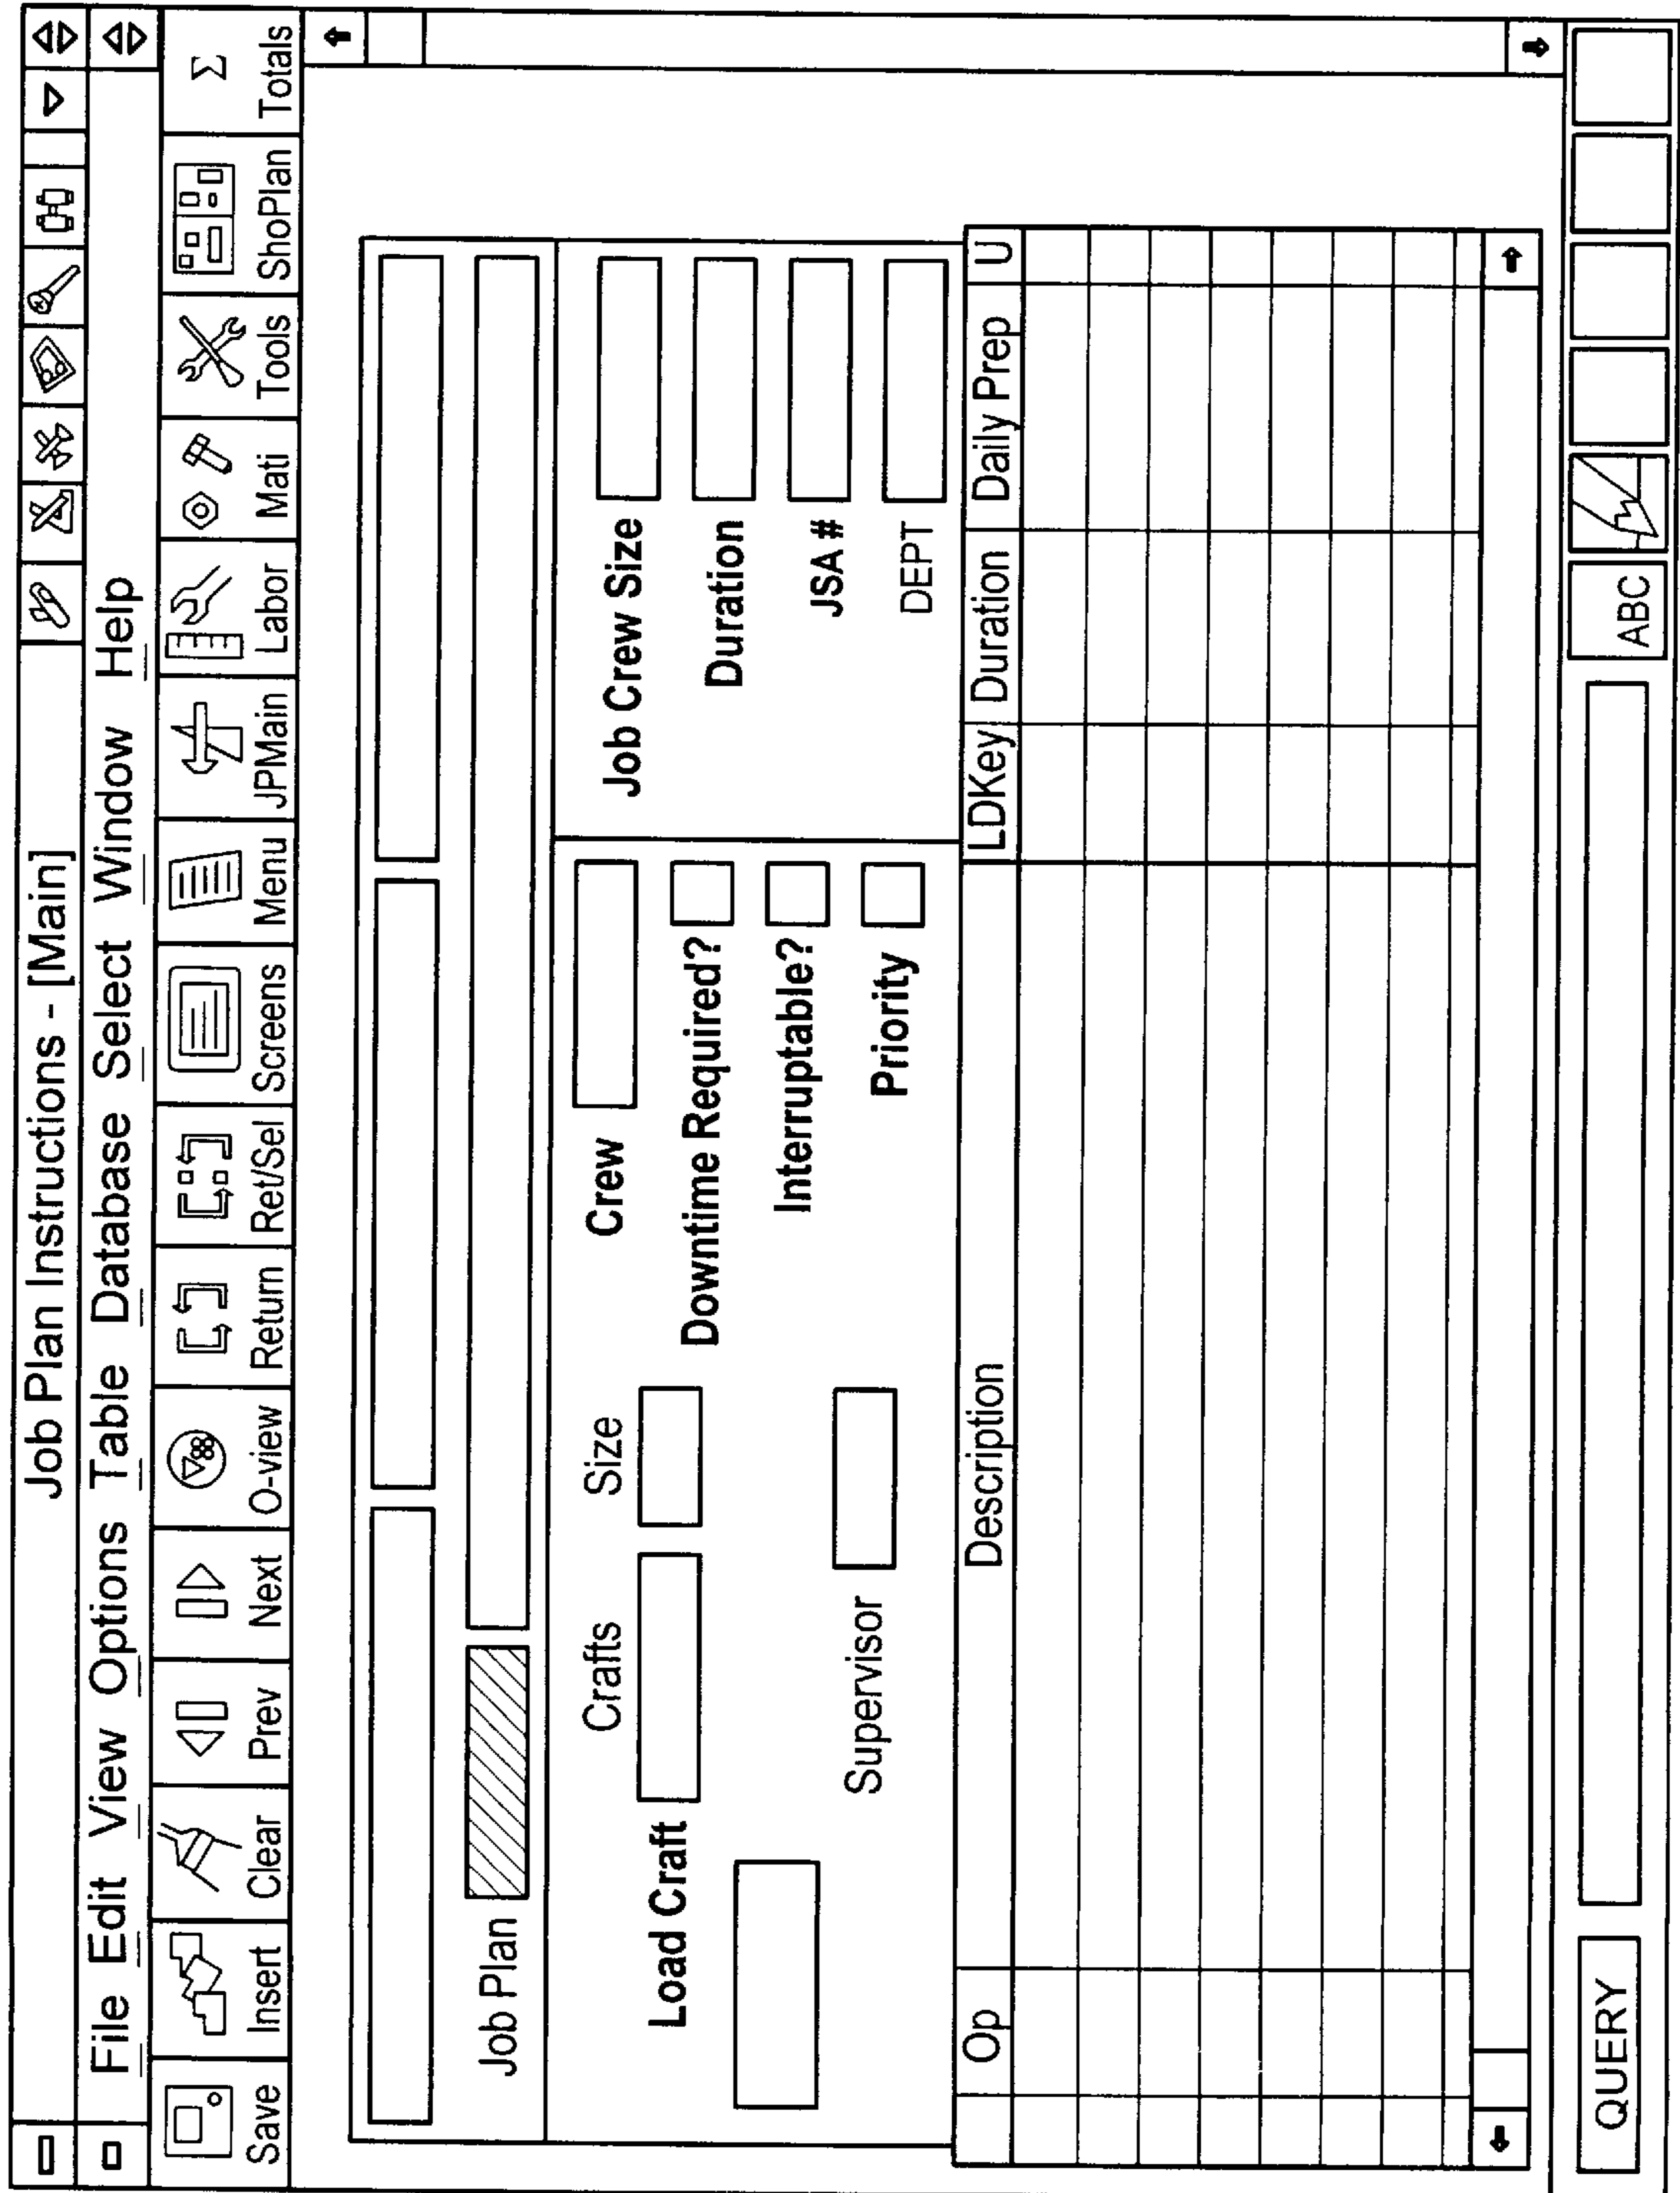 Job Plan Instructions - [Main]
File Edit View Options Table Database Select Window Help
Save Insert Clear Prev Next O-view Return Ret/Sel Screens Menu JPMain Labor Mati Tools ShoPlan Totals
Σ
Job Plan
Crafts Size Crew Job Crew Size
Load Craft
Downtime Required? Duration
Interruptable? JSA #
Supervisor Priority DEPT
Op Description LDKey Duration Daily Prep U
QUERY ABC